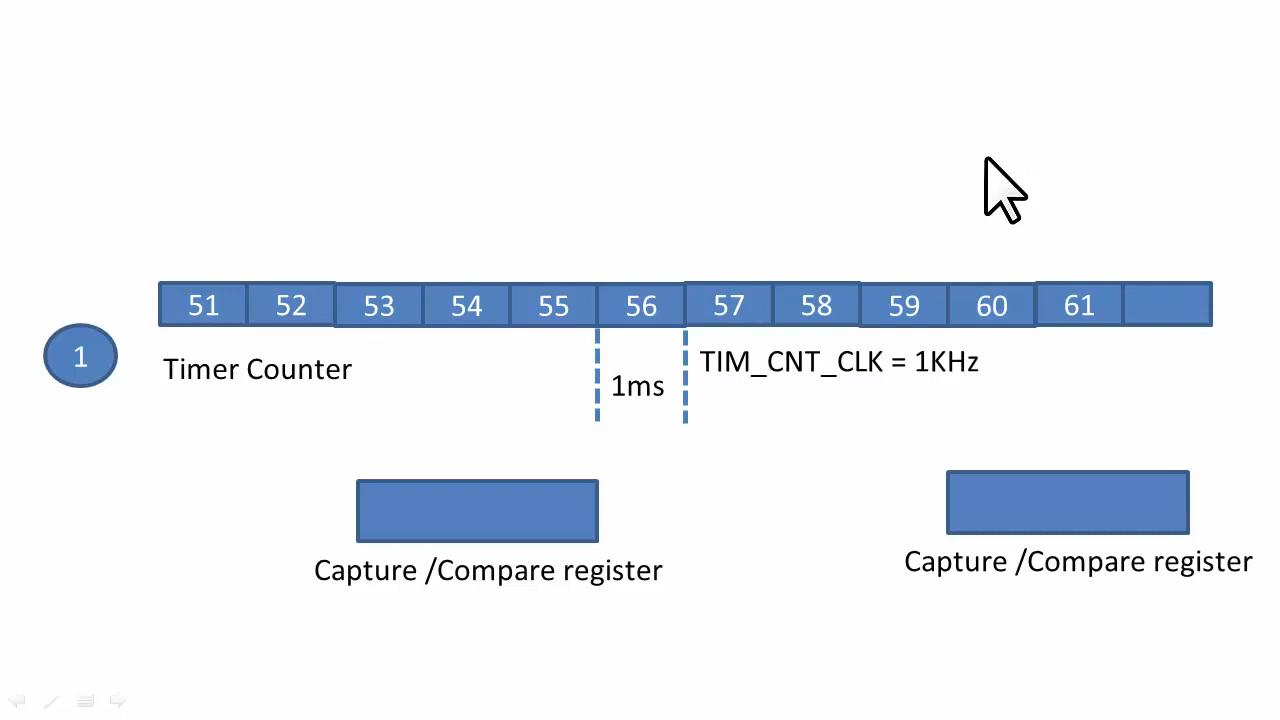 51 52 53 54 55 56 57 58 59 60 61
1
Timer Counter
1ms
TIM_CNT_CLK = 1KHz
Capture /Compare register
Capture /Compare register